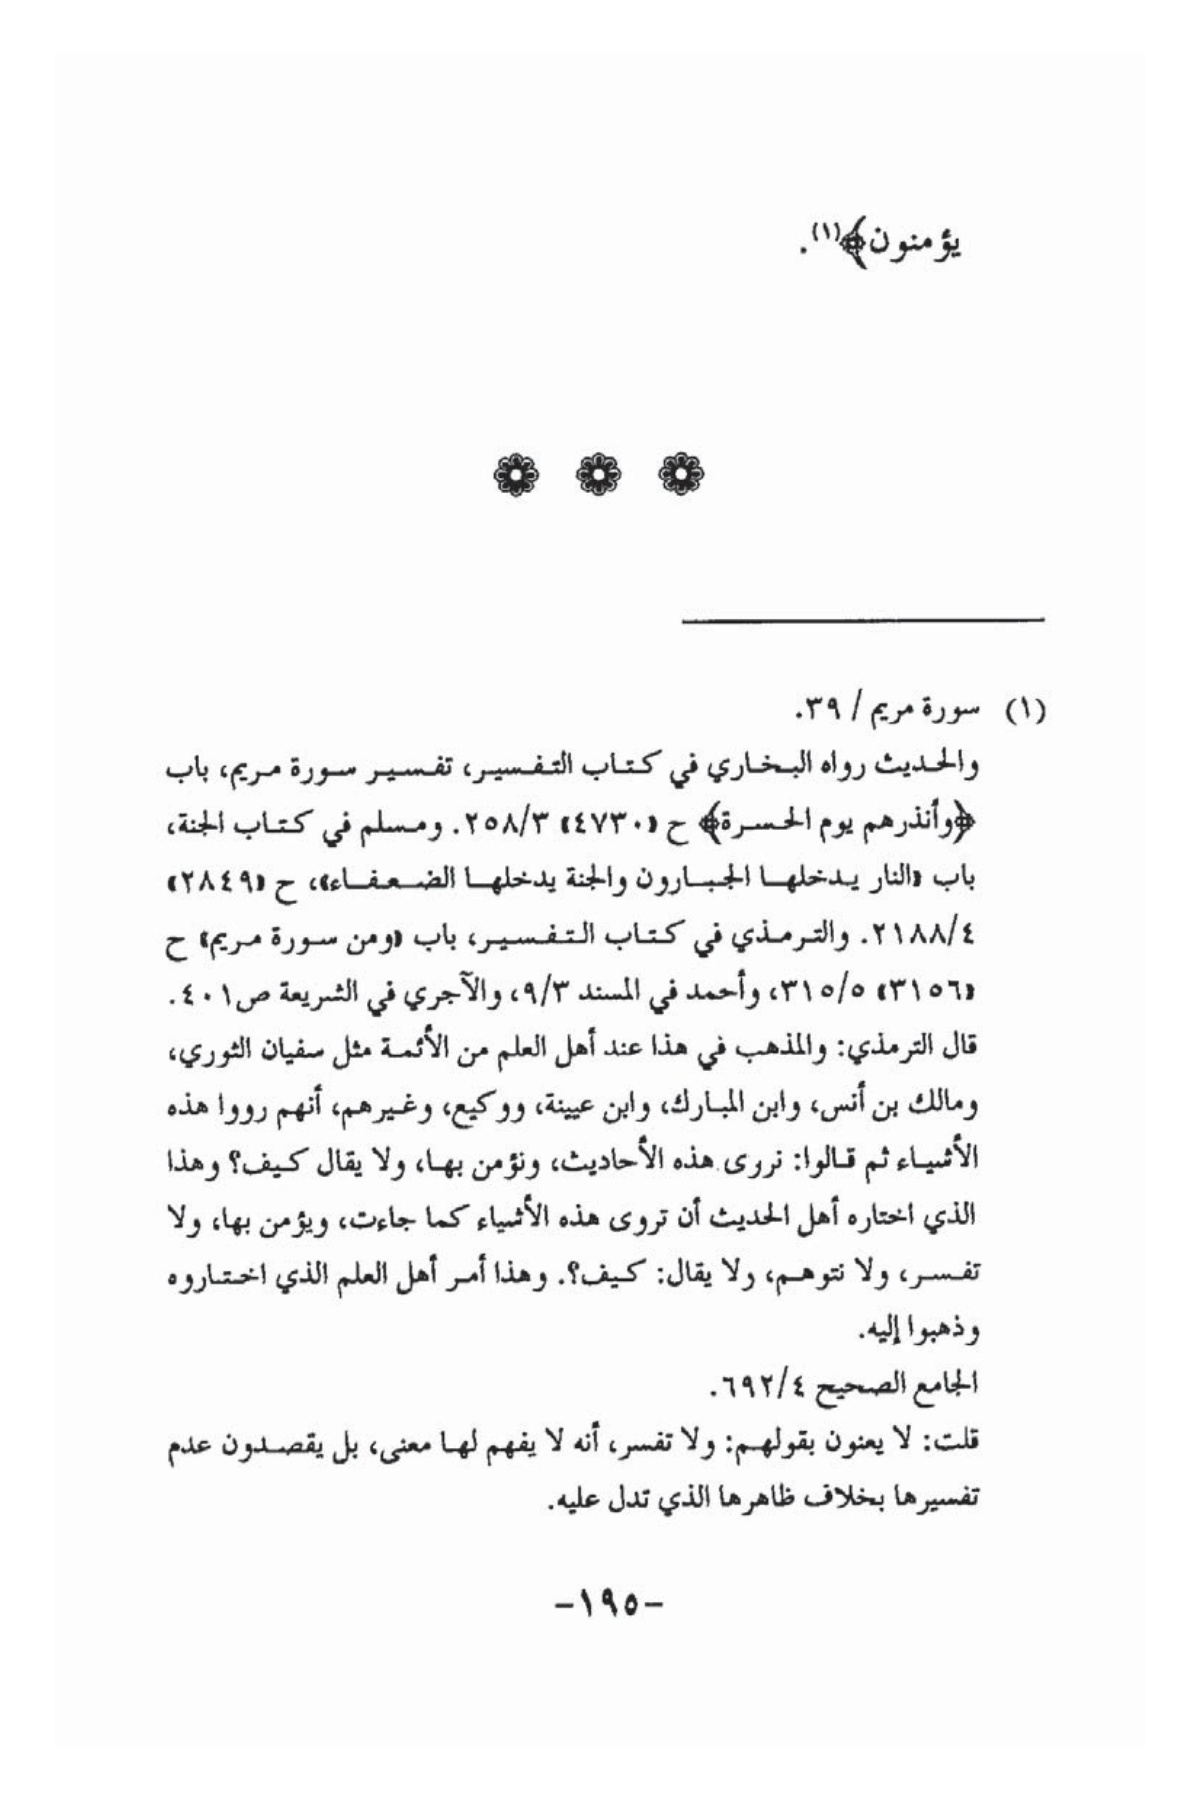 يؤمنون﴾(١).
(١) سورة مريم / ٣٩.
والحديث رواه البخاري في كتاب التفسير، تفسير سورة مريم، باب
﴿وأنذرهم يوم الحسرة﴾ ح «٤٧٣٠» ٢٥٨/٣. ومسلم في كتاب الجنة،
باب «النار يدخلها الجبارون والجنة يدخلها الضعفاء»، ح «٢٨٤٩»
٢١٨٨/٤. والترمذي في كتاب التفسير، باب «ومن سورة مريم» ح
«٣١٥٦» ٣١٥/٥، وأحمد في المسند ٩/٣، والآجري في الشريعة ص٤٠١.
قال الترمذي: والمذهب في هذا عند أهل العلم من الأئمة مثل سفيان الثوري،
ومالك بن أنس، وابن المبارك، وابن عيينة، ووكيع، وغيرهم، أنهم رووا هذه
الأشياء ثم قالوا: نروى هذه الأحاديث، ونؤمن بها، ولا يقال كيف؟ وهذا
الذي اختاره أهل الحديث أن تروى هذه الأشياء كما جاءت، ويؤمن بها، ولا
تفسر، ولا نتوهم، ولا يقال: كيف؟. وهذا أمر أهل العلم الذي اختاروه
وذهبوا إليه.
الجامع الصحيح ٦٩٢/٤.
قلت: لا يعنون بقولهم: ولا تفسر، أنه لا يفهم لها معنى، بل يقصدون عدم
تفسيرها بخلاف ظاهرها الذي تدل عليه.
-١٩٥-